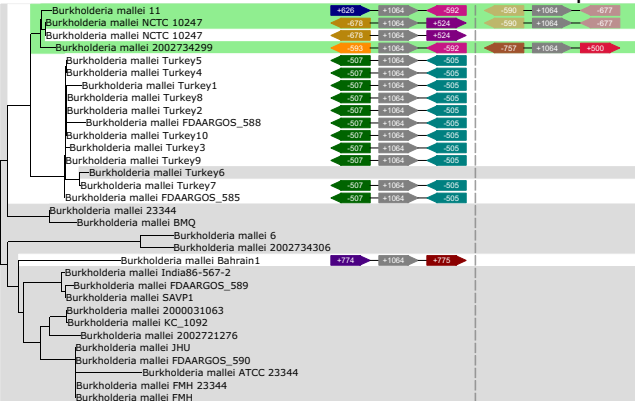 Burkholderia mallei 11 +626 +1064 -592 -590 +1064 -677
Burkholderia mallei NCTC 10247 -678 +1064 +524 -590 +1064 -677
Burkholderia mallei NCTC 10247 -678 +1064 +524
Burkholderia mallei 2002734299 -593 +1064 -592 -757 +1064 +500
Burkholderia mallei Turkey5 -507 +1064 -505
Burkholderia mallei Turkey4 -507 +1064 -505
Burkholderia mallei Turkey1 -507 +1064 -505
Burkholderia mallei Turkey8 -507 +1064 -505
Burkholderia mallei Turkey2 -507 +1064 -505
Burkholderia mallei FDAARGOS_588 -507 +1064 -505
Burkholderia mallei Turkey10 -507 +1064 -505
Burkholderia mallei Turkey3 -507 +1064 -505
Burkholderia mallei Turkey9 -507 +1064 -505
Burkholderia mallei Turkey6
Burkholderia mallei Turkey7 -507 +1064 -505
Burkholderia mallei FDAARGOS_585 -507 +1064 -505
Burkholderia mallei 23344
Burkholderia mallei BMQ
Burkholderia mallei 6
Burkholderia mallei 2002734306
Burkholderia mallei Bahrain1 +774 +1064 +775
Burkholderia mallei India86-567-2
Burkholderia mallei FDAARGOS_589
Burkholderia mallei SAVP1
Burkholderia mallei 2000031063
Burkholderia mallei KC_1092
Burkholderia mallei 2002721276
Burkholderia mallei JHU
Burkholderia mallei FDAARGOS_590
Burkholderia mallei ATCC 23344
Burkholderia mallei FMH 23344
Burkholderia mallei FMH